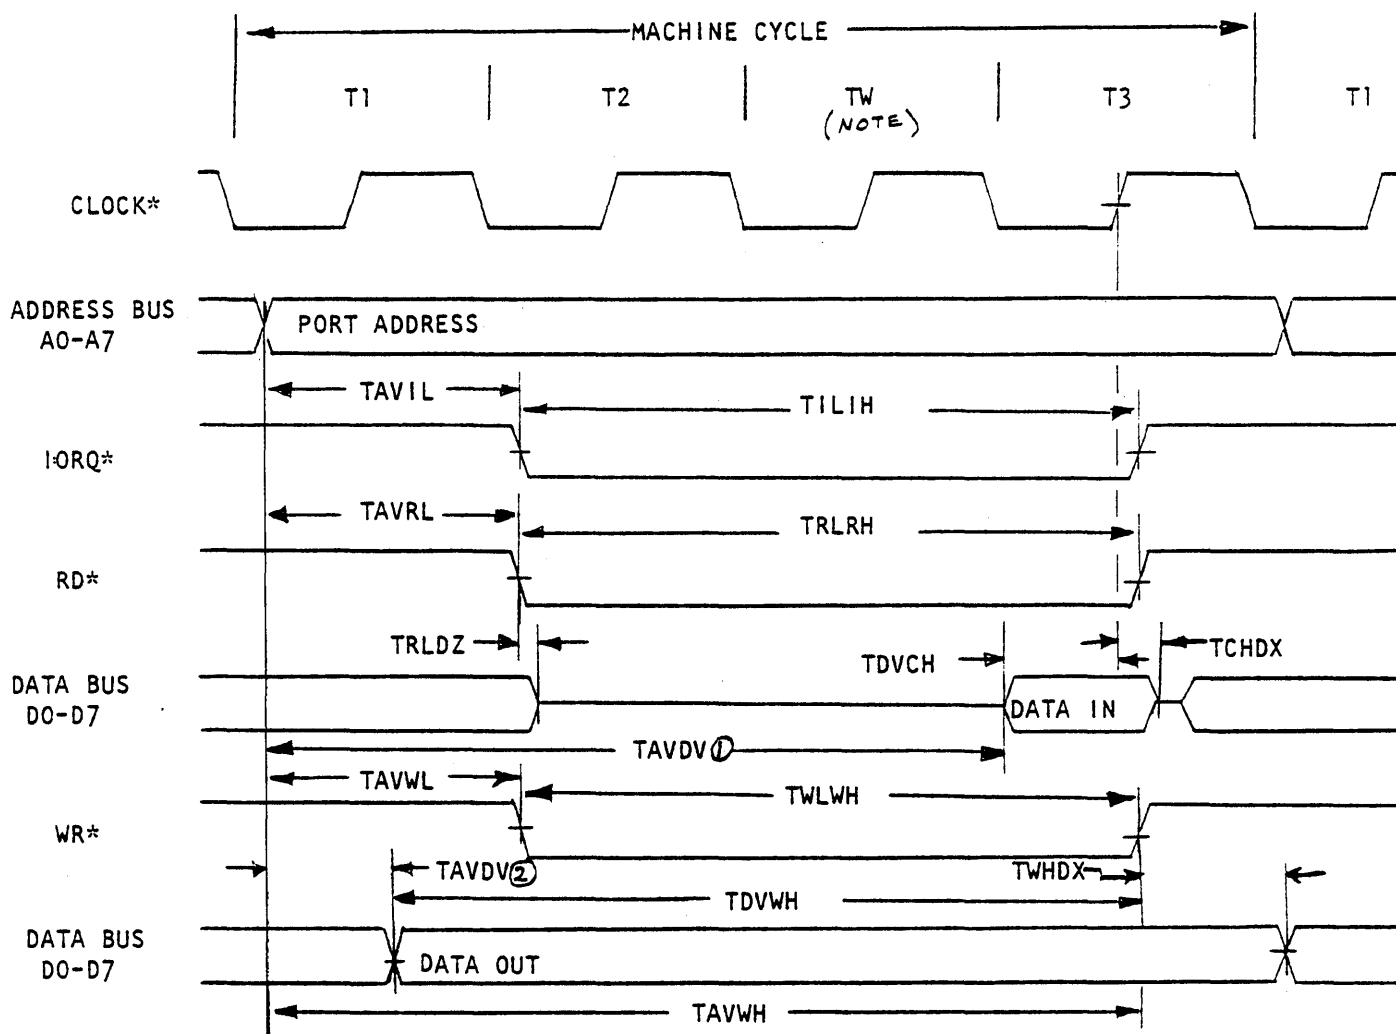 MACHINE CYCLE
T1 T2 TW T3 T1
(NOTE)
CLOCK*
ADDRESS BUS
A0-A7
PORT ADDRESS
TAVIL
TILIH
IORQ*
TAVRL
TRLRH
RD*
TRLDZ
TDVCH
TCHDX
DATA BUS
D0-D7
DATA IN
TAVDV①
TAVWL
TWLWH
WR*
TAVDV②
TWHDX
TDVWH
DATA BUS
D0-D7
DATA OUT
TAVWH